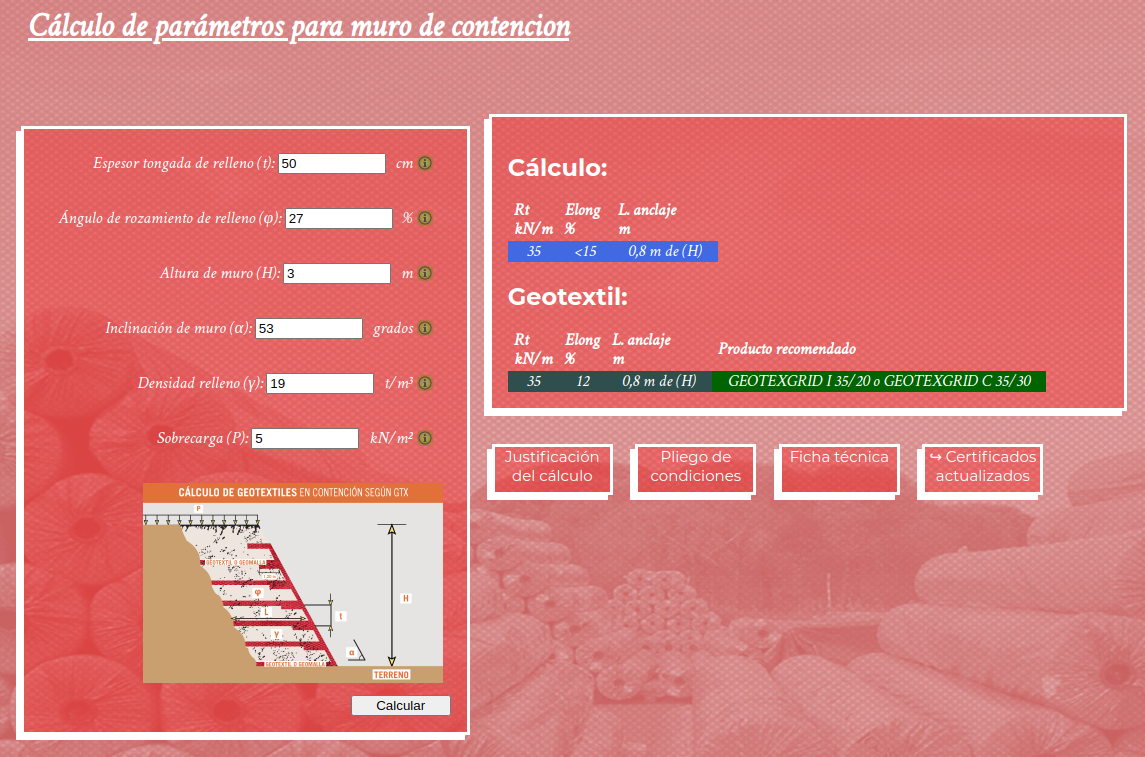 Cálculo de parámetros para muro de contencion
Espesor tongada de relleno (t): 50 cm
Ángulo de rozamiento de relleno (φ): 27 %
Altura de muro (H): 3 m
Inclinación de muro (α): 53 grados
Densidad relleno (γ): 19 t/m³
Sobrecarga (P): 5 kN/m²
CÁLCULO DE GEOTEXTILES EN CONTENCIÓN SEGÚN GTX
P
GEOTEXTIL O GEOMALLA
φ
H
L
t
γ
α
GEOTEXTIL O GEOMALLA
TERRENO
Calcular
Cálculo:
Rt Elong L. anclaje
kN/m % m
35 <15 0,8 m de (H)
Geotextil:
Rt Elong L. anclaje
kN/m % m
Producto recomendado
35 12 0,8 m de (H) GEOTEXGRID I 35/20 o GEOTEXGRID C 35/30
Justificación
del cálculo
Pliego de
condiciones
Ficha técnica
↪ Certificados
actualizados